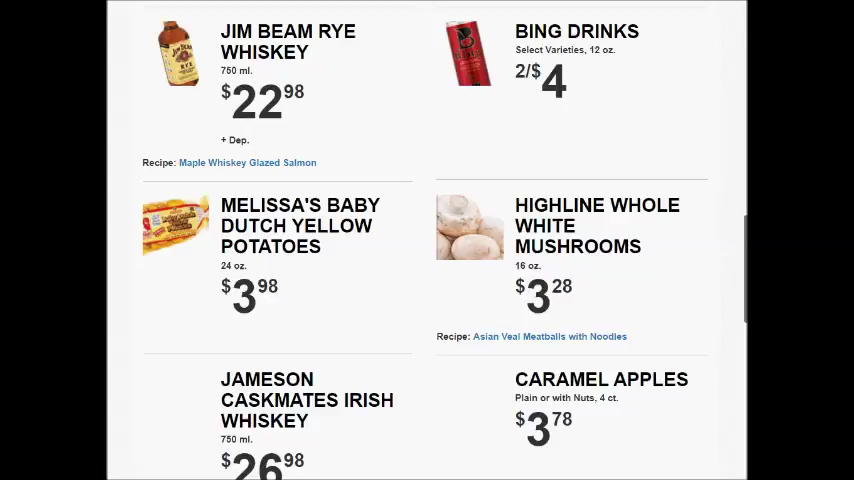 JIM BEAM RYE
WHISKEY
750 ml.
$22.98
+ Dep.
Recipe: Maple Whiskey Glazed Salmon
BING DRINKS
Select Varieties, 12 oz.
2/$4
MELISSA'S BABY
DUTCH YELLOW
POTATOES
24 oz.
$3.98
HIGHLINE WHOLE
WHITE
MUSHROOMS
16 oz.
$3.28
Recipe: Asian Veal Meatballs with Noodles
JAMESON
CASKMATES IRISH
WHISKEY
750 ml.
$26.98
CARAMEL APPLES
Plain or with Nuts, 4 ct.
$3.78